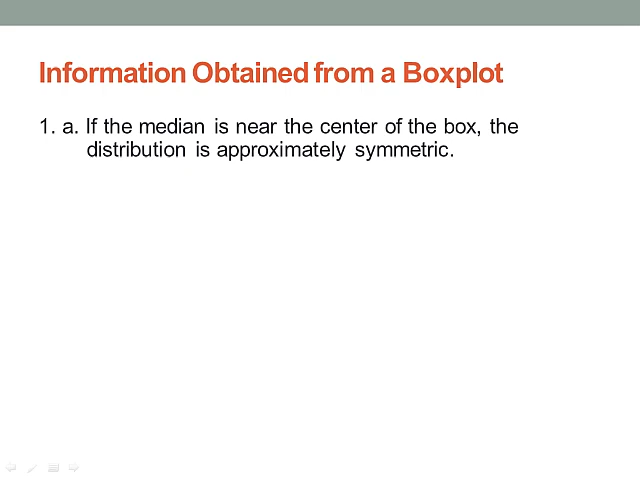 Information Obtained from a Boxplot
1. a. If the median is near the center of the box, the
distribution is approximately symmetric.